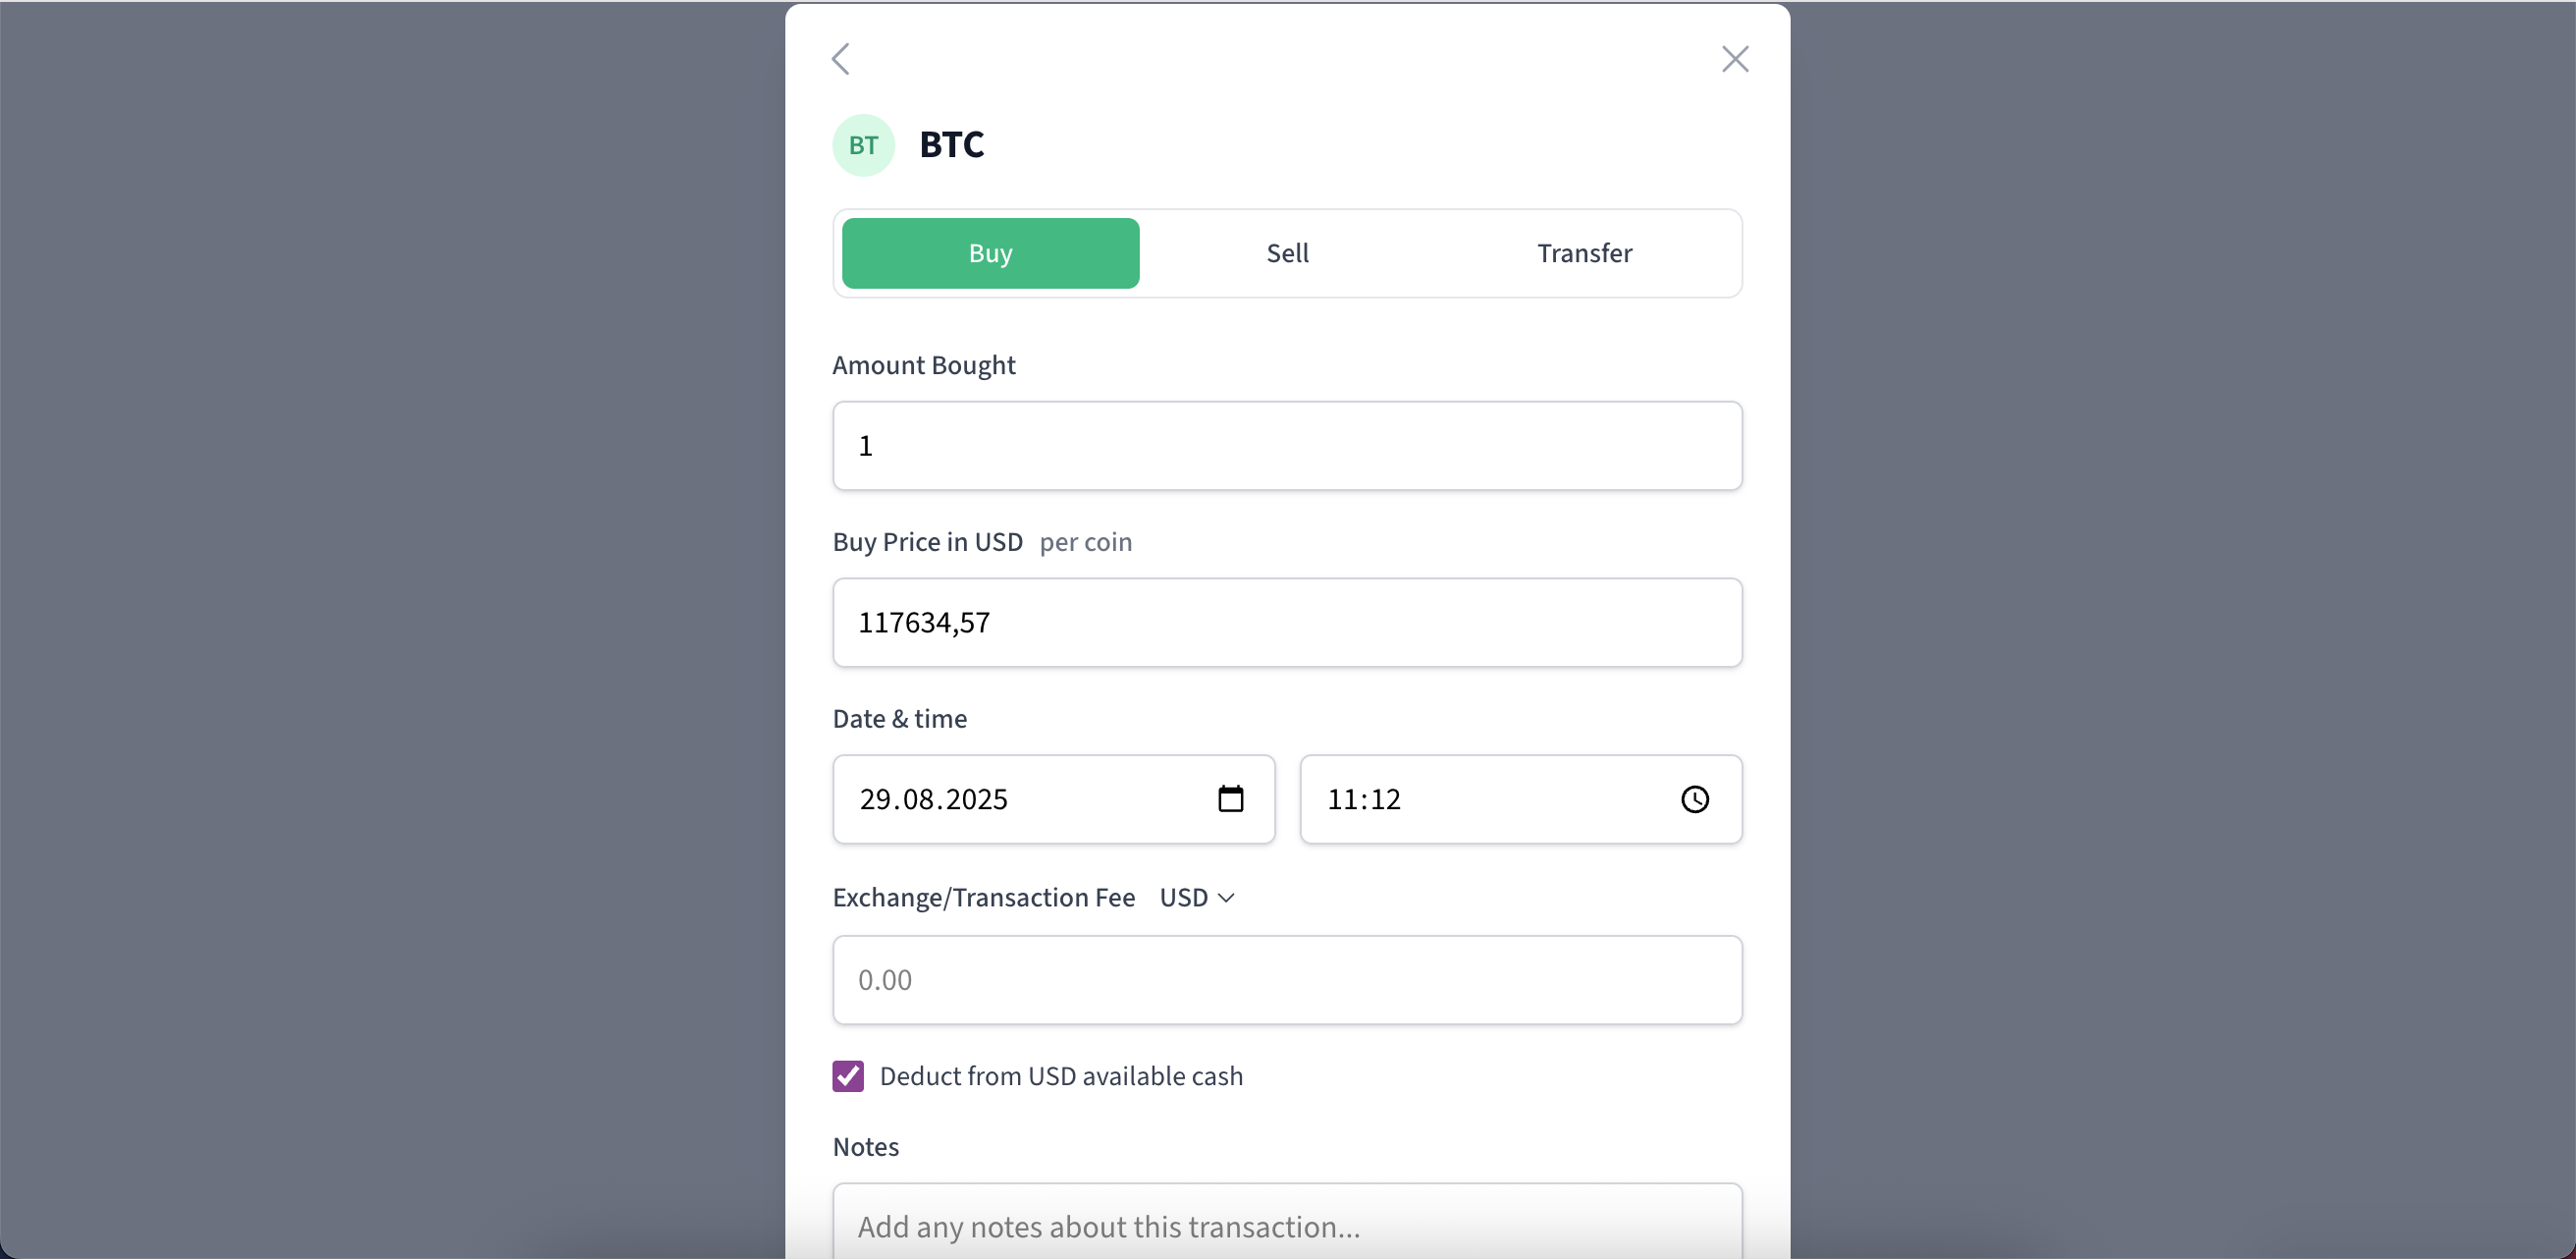 BT BTC
Buy Sell Transfer
Amount Bought
1
Buy Price in USD per coin
117634,57
Date & time
29.08.2025 11:12
Exchange/Transaction Fee USD
0.00
Deduct from USD available cash
Notes
Add any notes about this transaction...